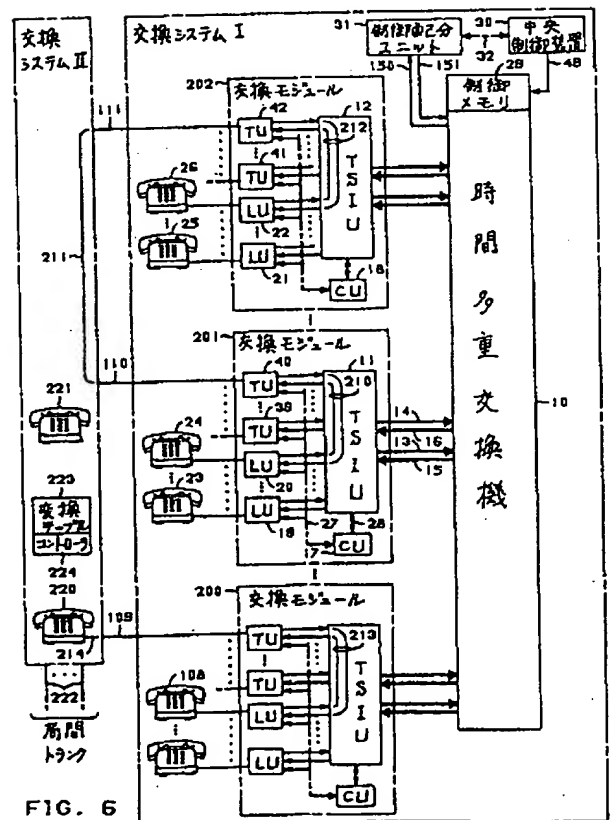 交換
システムⅡ
交換システムⅠ
31
制御配分
ユニット
30
中央
制御装置
32
150
151
48
29
制御
メモリ
時間多重交換機
10
202
交換モジュール
42
12
212
111
TU
41
TU
26
LU
22
TSIU
25
LU
21
18
CU
211
201
交換モジュール
40
11
210
110
TU
39
TU
14
221
24
LU
20
TSIU
13
16
15
23
LU
19
27
28
17
CU
223
変換
テーブル
コントローラ
224
220
200
交換モジュール
109
TU
213
214
TU
108
LU
TSIU
222
LU
局間
トランク
CU
FIG. 6